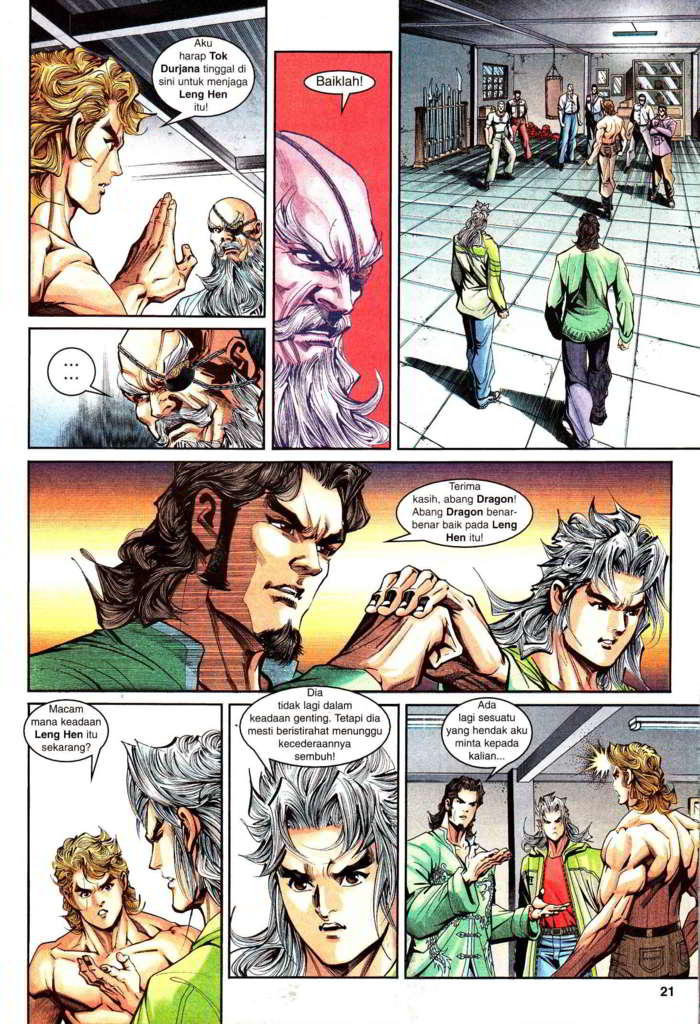 Aku
harap Tok
Durjana tinggal di
sini untuk menjaga
Leng Hen
itu!
Baiklah!
...
...
Terima
kasih, abang Dragon!
Abang Dragon benar-
benar baik pada Leng
Hen itu!
Macam
mana keadaan
Leng Hen itu
sekarang?
Dia
tidak lagi dalam
keadaan genting. Tetapi dia
mesti beristirahat menunggu
kecederaannya
sembuh!
Ada
lagi sesuatu
yang hendak aku
minta kepada
kalian...
21